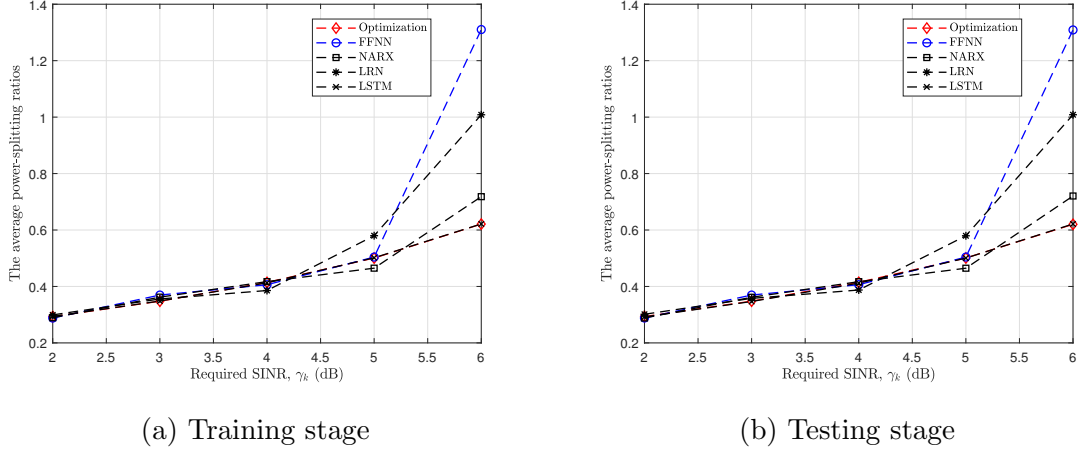 1.4
1.2
1
0.8
0.6
0.4
0.2
The average power-splitting ratios
Optimization
FFNN
NARX
LRN
LSTM
2 2.5 3 3.5 4 4.5 5 5.5 6
Required SINR, γk (dB)
(a) Training stage
1.4
1.2
1
0.8
0.6
0.4
0.2
The average power-splitting ratios
Optimization
FFNN
NARX
LRN
LSTM
2 2.5 3 3.5 4 4.5 5 5.5 6
Required SINR, γk (dB)
(b) Testing stage